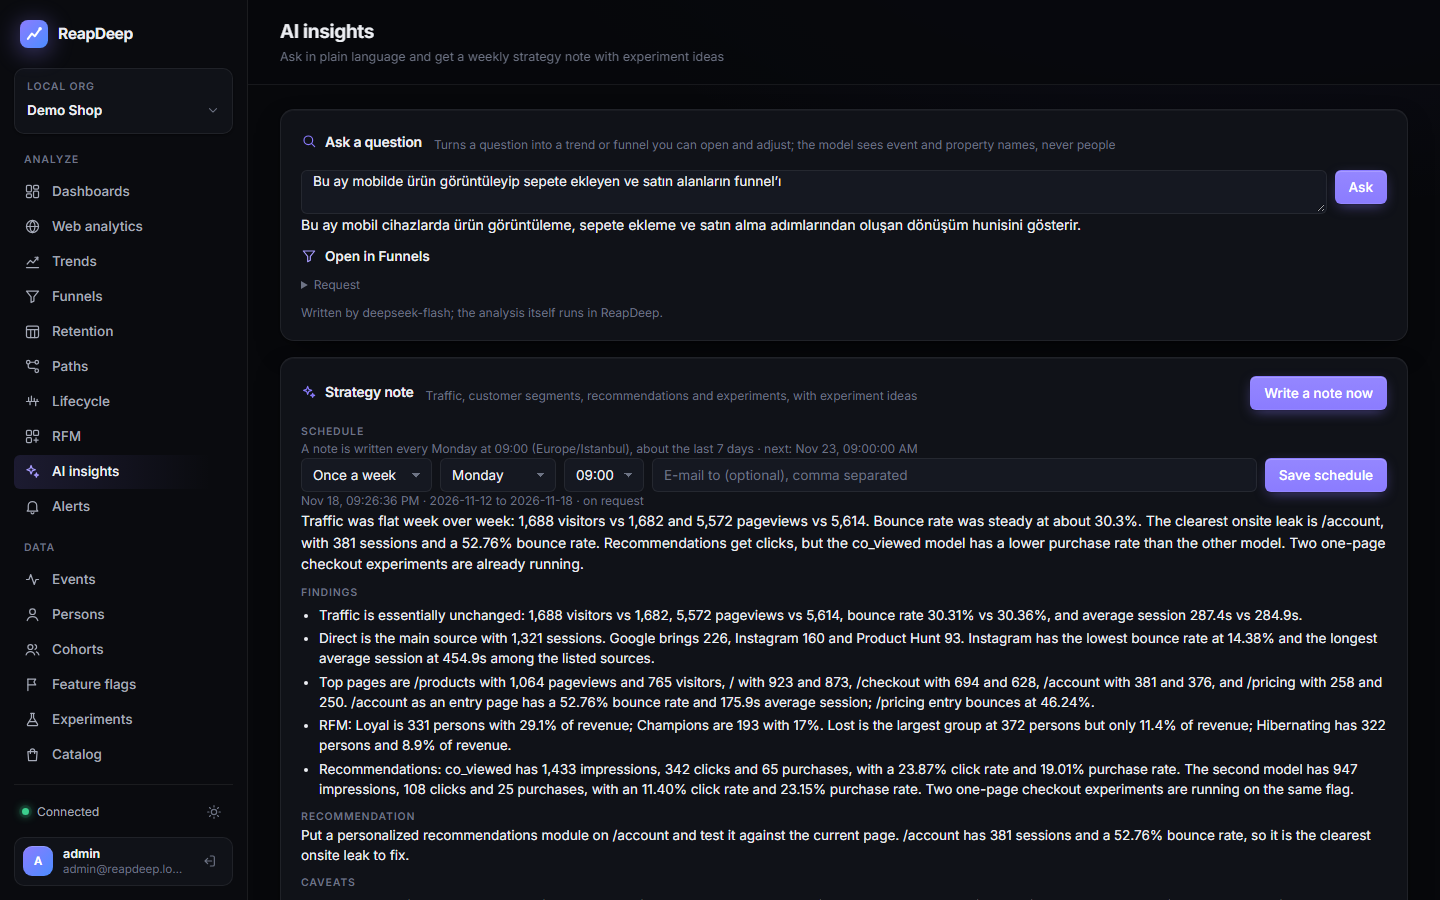 ReapDeep
LOCAL ORG
Demo Shop
ANALYZE
Dashboards
Web analytics
Trends
Funnels
Retention
Paths
Lifecycle
RFM
AI insights
Alerts
DATA
Events
Persons
Cohorts
Feature flags
Experiments
Catalog
Connected
A
admin
admin@reapdeep.lo...
AI insights
Ask in plain language and get a weekly strategy note with experiment ideas
Ask a question Turns a question into a trend or funnel you can open and adjust; the model sees event and property names, never people
Bu ay mobilde ürün görüntüleyip sepete ekleyen ve satın alanların funnel'ı
Ask
Bu ay mobil cihazlarda ürün görüntüleme, sepete ekleme ve satın alma adımlarından oluşan dönüşüm hunisini gösterir.
Open in Funnels
Request
Written by deepseek-flash; the analysis itself runs in ReapDeep.
Strategy note Traffic, customer segments, recommendations and experiments, with experiment ideas
Write a note now
SCHEDULE
A note is written every Monday at 09:00 (Europe/Istanbul), about the last 7 days · next: Nov 23, 09:00:00 AM
Once a week Monday 09:00 E-mail to (optional), comma separated Save schedule
Nov 18, 09:26:36 PM · 2026-11-12 to 2026-11-18 · on request
Traffic was flat week over week: 1,688 visitors vs 1,682 and 5,572 pageviews vs 5,614. Bounce rate was steady at about 30.3%. The clearest onsite leak is /account,
with 381 sessions and a 52.76% bounce rate. Recommendations get clicks, but the co_viewed model has a lower purchase rate than the other model. Two one-page
checkout experiments are already running.
FINDINGS
• Traffic is essentially unchanged: 1,688 visitors vs 1,682, 5,572 pageviews vs 5,614, bounce rate 30.31% vs 30.36%, and average session 287.4s vs 284.9s.
• Direct is the main source with 1,321 sessions. Google brings 226, Instagram 160 and Product Hunt 93. Instagram has the lowest bounce rate at 14.38% and the longest
average session at 454.9s among the listed sources.
• Top pages are /products with 1,064 pageviews and 765 visitors, / with 923 and 873, /checkout with 694 and 628, /account with 381 and 376, and /pricing with 258 and
250. /account as an entry page has a 52.76% bounce rate and 175.9s average session; /pricing entry bounces at 46.24%.
• RFM: Loyal is 331 persons with 29.1% of revenue; Champions are 193 with 17%. Lost is the largest group at 372 persons but only 11.4% of revenue; Hibernating has 322
persons and 8.9% of revenue.
• Recommendations: co_viewed has 1,433 impressions, 342 clicks and 65 purchases, with a 23.87% click rate and 19.01% purchase rate. The second model has 947
impressions, 108 clicks and 25 purchases, with an 11.40% click rate and 23.15% purchase rate. Two one-page checkout experiments are running on the same flag.
RECOMMENDATION
Put a personalized recommendations module on /account and test it against the current page. /account has 381 sessions and a 52.76% bounce rate, so it is the clearest
onsite leak to fix.
CAVEATS